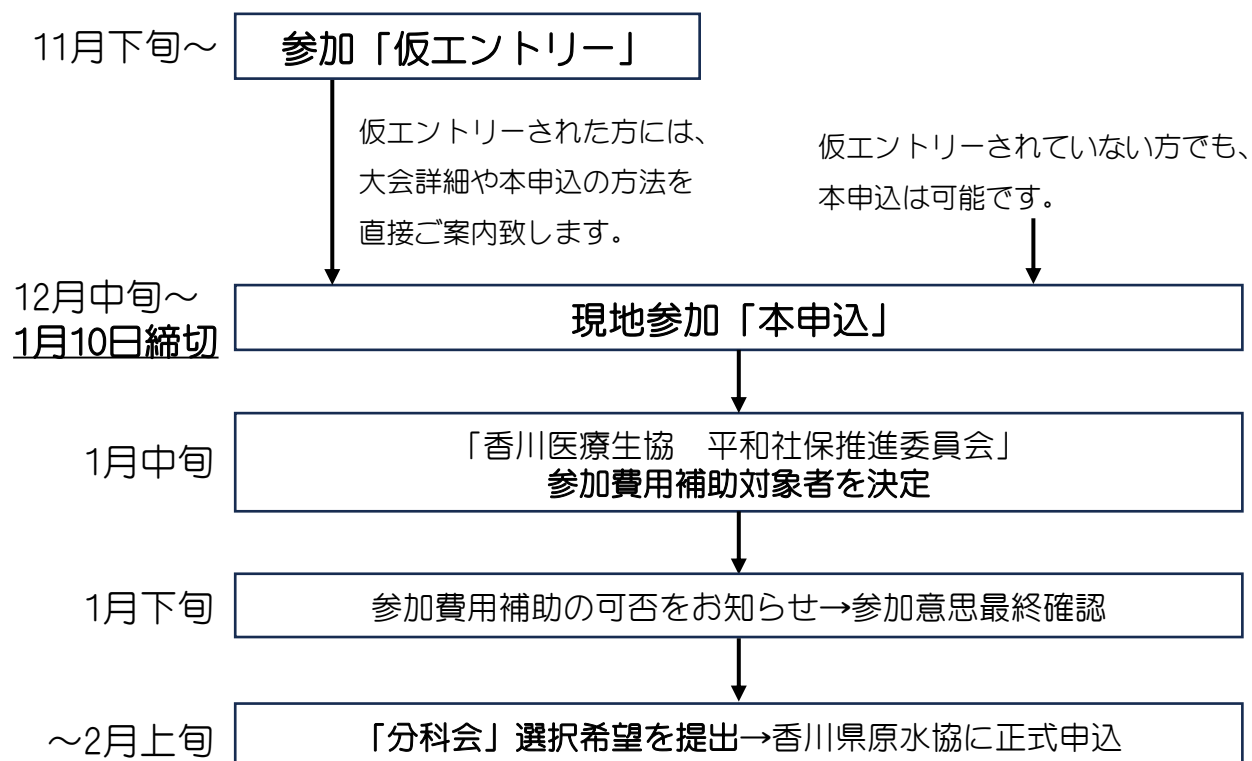 11月下旬～
参加「仮エントリー」
仮エントリーされた方には、
大会詳細や本申込の方法を
直接ご案内致します。
仮エントリーされていない方でも、
本申込は可能です。
12月中旬～
1月10日締切
現地参加「本申込」
1月中旬
「香川医療生協　平和社保推進委員会」
参加費用補助対象者を決定
1月下旬
参加費用補助の可否をお知らせ→参加意思最終確認
～2月上旬
「分科会」選択希望を提出→香川県原水協に正式申込